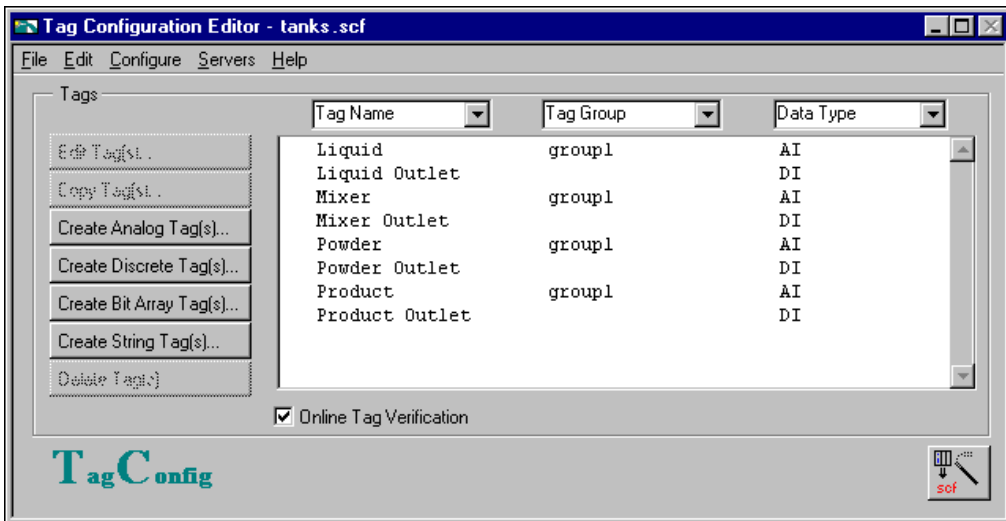 Tag Configuration Editor - tanks.scf
File Edit Configure Servers Help
Tags
Tag Name Tag Group Data Type
Edit Tag(s)...
Copy Tag(s)...
Create Analog Tag(s)...
Create Discrete Tag(s)...
Create Bit Array Tag(s)...
Create String Tag(s)...
Delete Tag(s)
Liquid group1 AI
Liquid Outlet DI
Mixer group1 AI
Mixer Outlet DI
Powder group1 AI
Powder Outlet DI
Product group1 AI
Product Outlet DI
Online Tag Verification
TagConfig
scf